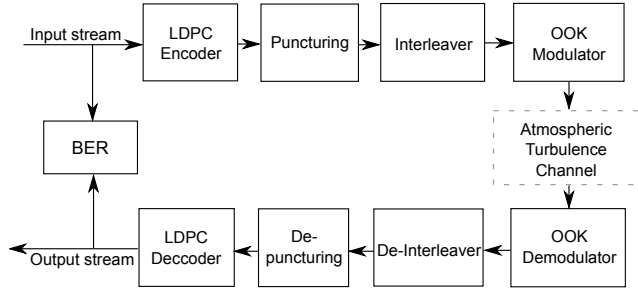 Input stream
LDPC
Encoder
Puncturing
Interleaver
OOK
Modulator
Atmospheric
Turbulence
Channel
BER
OOK
Demodulator
De-Interleaver
De-
puncturing
LDPC
Deccoder
Output stream